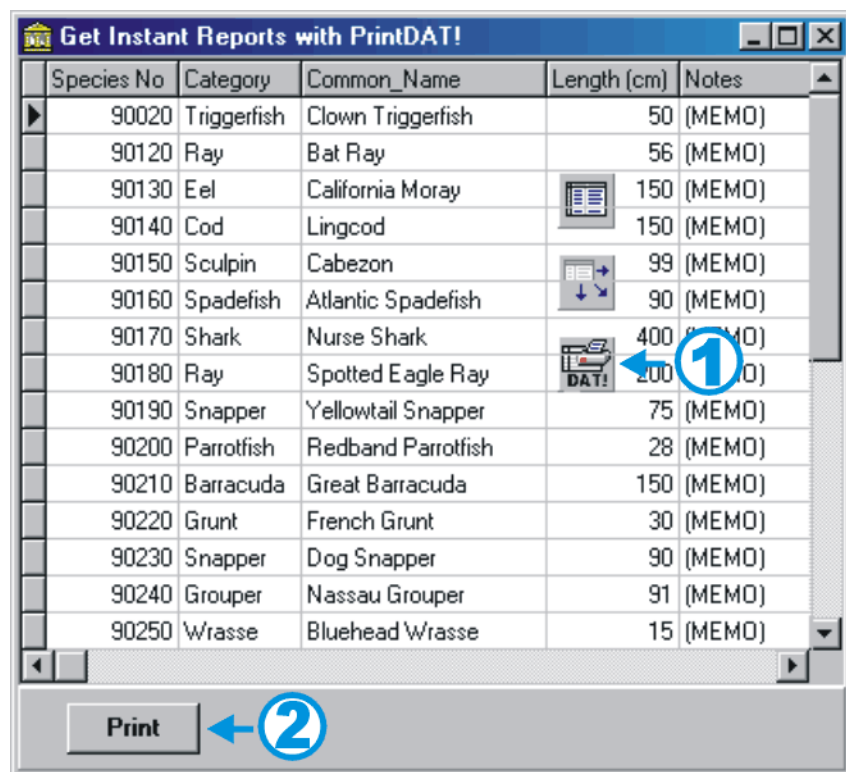 DAT Get Instant Reports with PrintDAT!
Species No Category Common_Name Length (cm) Notes
90020 Triggerfish Clown Triggerfish 50 (MEMO)
90120 Ray Bat Ray 56 (MEMO)
90130 Eel California Moray 150 (MEMO)
90140 Cod Lingcod 150 (MEMO)
90150 Sculpin Cabezon 99 (MEMO)
90160 Spadefish Atlantic Spadefish 90 (MEMO)
90170 Shark Nurse Shark 400
1
90180 Ray Spotted Eagle Ray DAT! 200
90190 Snapper Yellowtail Snapper 75 (MEMO)
90200 Parrotfish Redband Parrotfish 28 (MEMO)
90210 Barracuda Great Barracuda 150 (MEMO)
90220 Grunt French Grunt 30 (MEMO)
90230 Snapper Dog Snapper 90 (MEMO)
90240 Grouper Nassau Grouper 91 (MEMO)
90250 Wrasse Bluehead Wrasse 15 (MEMO)
Print 2